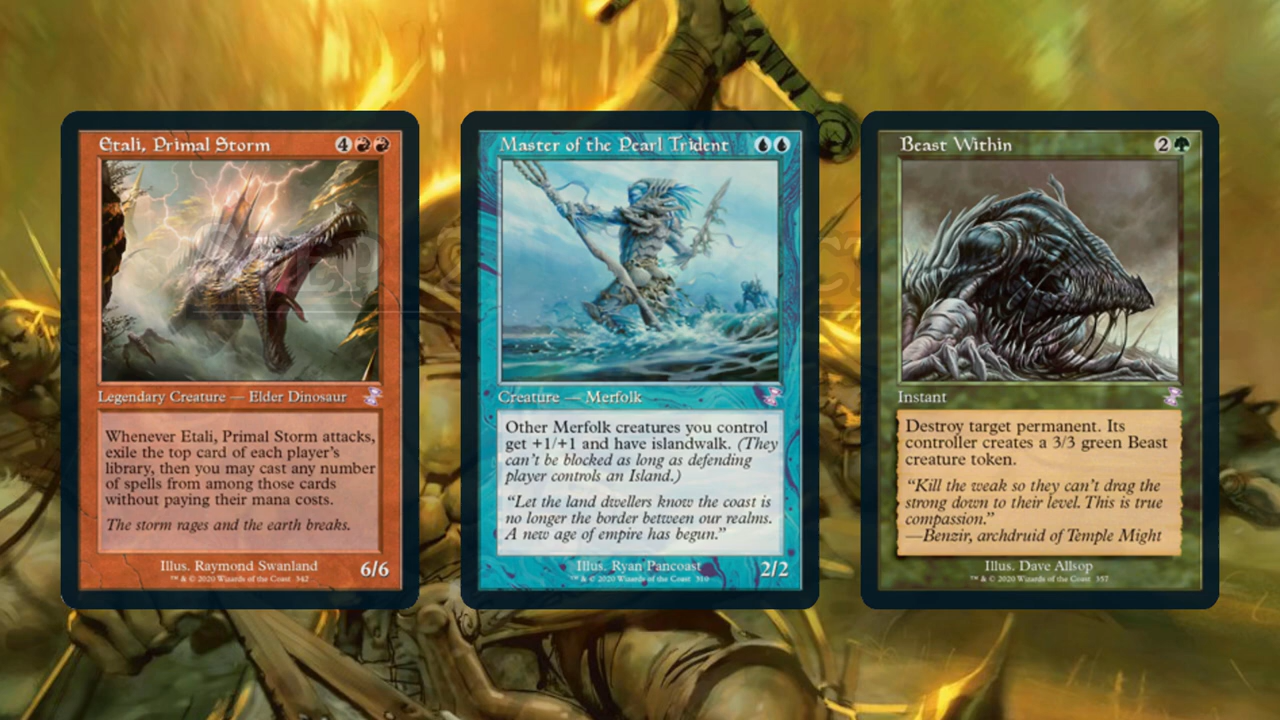 Etali, Primal Storm 4
Legendary Creature — Elder Dinosaur
Whenever Etali, Primal Storm attacks,
exile the top card of each player's
library, then you may cast any number
of spells from among those cards
without paying their mana costs.
The storm rages and the earth breaks.
Illus. Raymond Swanland
6/6
™ & © 2020 Wizards of the Coast 342
Master of the Pearl Trident
Creature — Merfolk
Other Merfolk creatures you control
get +1/+1 and have islandwalk. (They
can't be blocked as long as defending
player controls an Island.)
"Let the land dwellers know the coast is
no longer the border between our realms.
A new age of empire has begun."
Illus. Ryan Pancoast
2/2
™ & © 2020 Wizards of the Coast 310
Beast Within 2
Instant
Destroy target permanent. Its
controller creates a 3/3 green Beast
creature token.
"Kill the weak so they can't drag the
strong down to their level. This is true
compassion."
—Benzir, archdruid of Temple Might
Illus. Dave Allsop
™ & © 2020 Wizards of the Coast 357